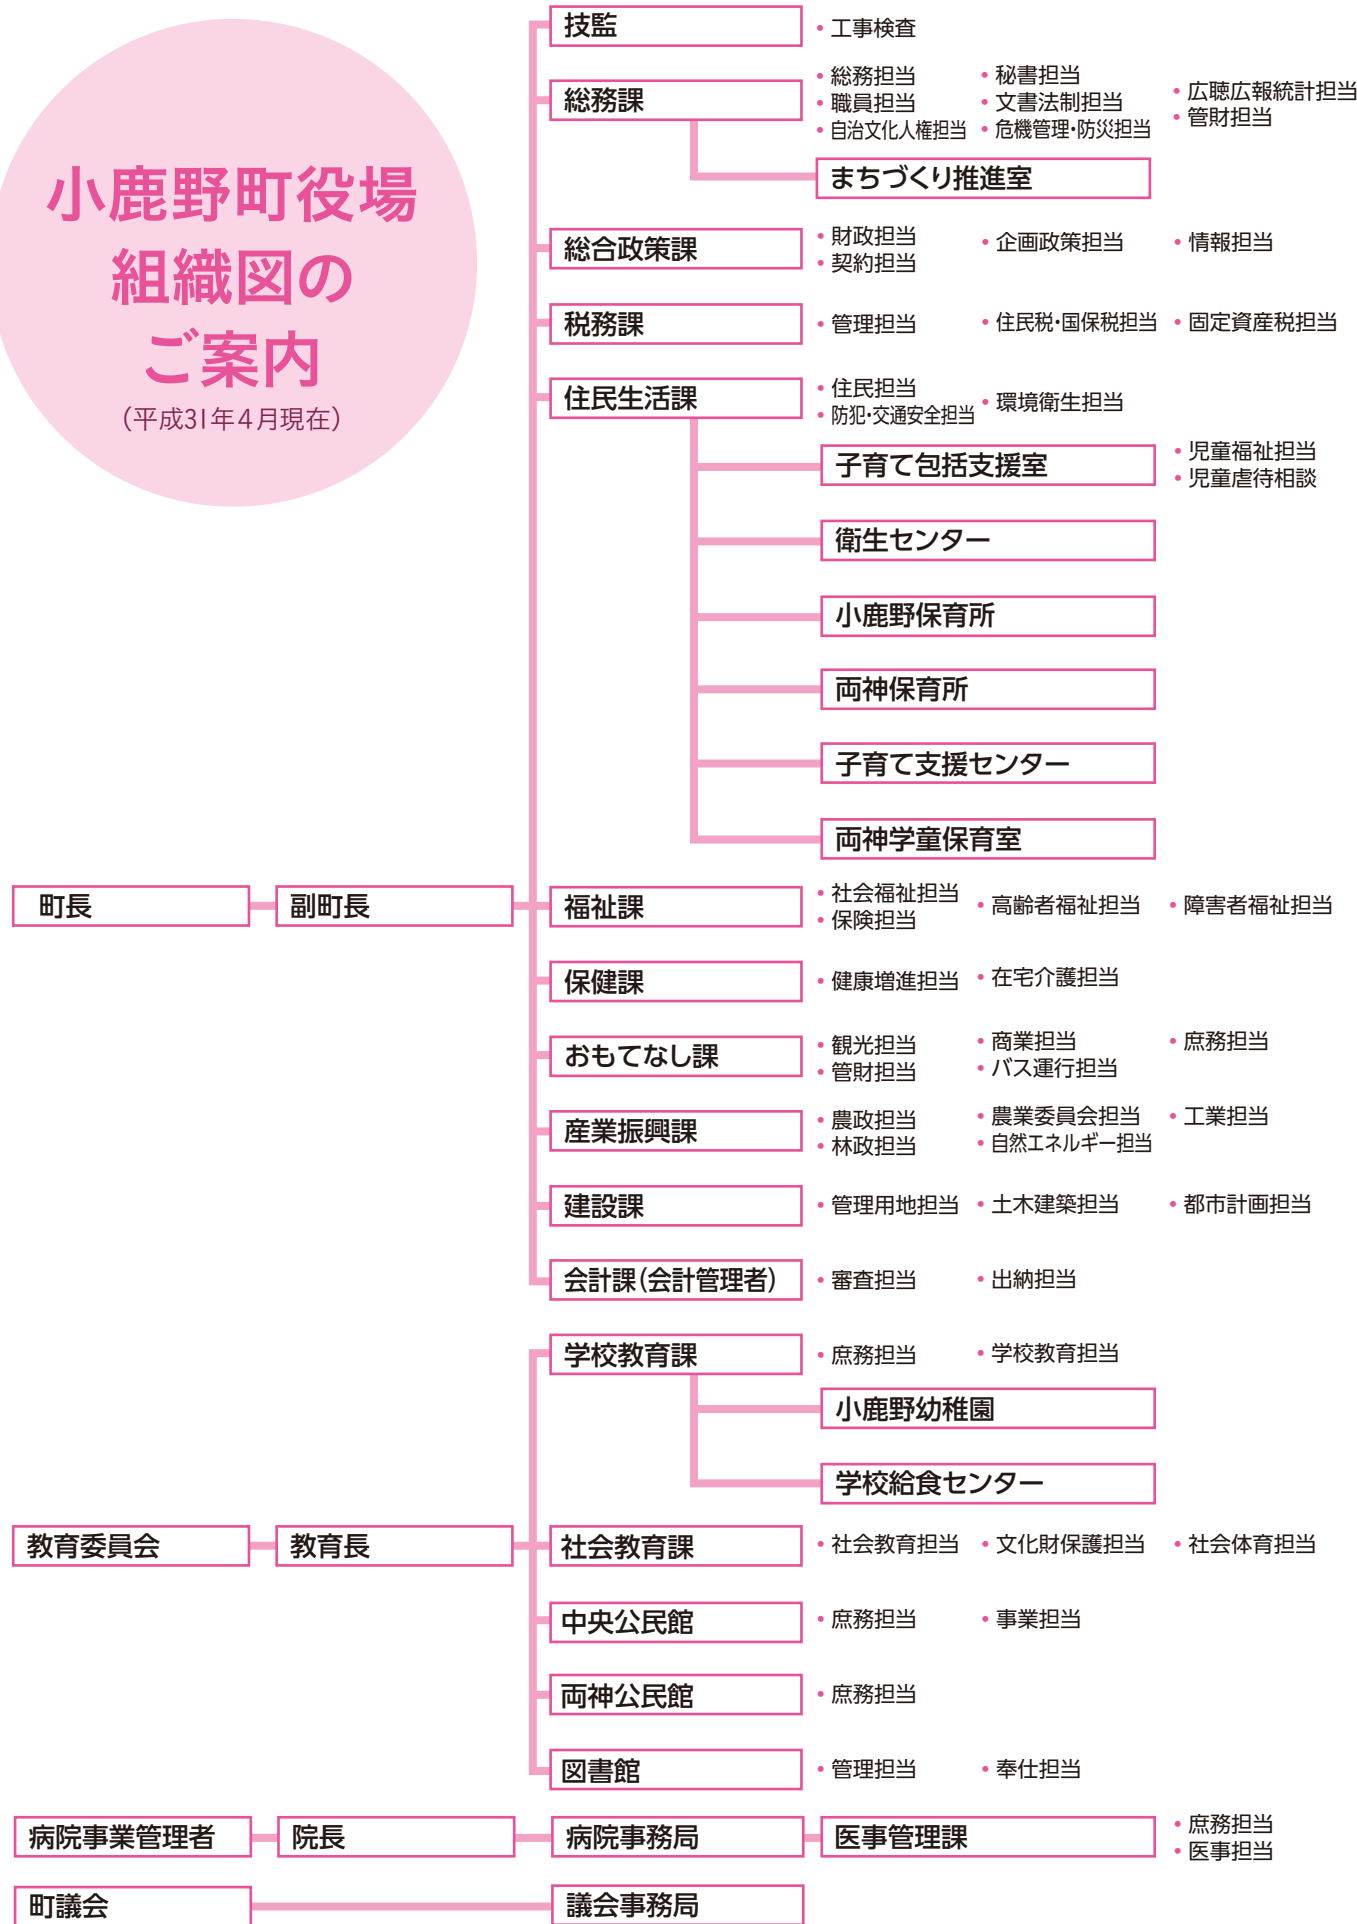 小鹿野町役場
組織図の
ご案内
(平成31年4月現在)
技監
・工事検査
総務課
・総務担当
・職員担当
・自治文化人権担当
・秘書担当
・文書法制担当
・危機管理・防災担当
・広聴広報統計担当
・管財担当
まちづくり推進室
総合政策課
・財政担当
・契約担当
・企画政策担当
・情報担当
税務課
・管理担当
・住民税・国保税担当
・固定資産税担当
住民生活課
・住民担当
・防犯・交通安全担当
・環境衛生担当
子育て包括支援室
・児童福祉担当
・児童虐待相談
衛生センター
小鹿野保育所
両神保育所
子育て支援センター
両神学童保育室
町長
副町長
福祉課
・社会福祉担当
・保険担当
・高齢者福祉担当
・障害者福祉担当
保健課
・健康増進担当
・在宅介護担当
おもてなし課
・観光担当
・管財担当
・商業担当
・バス運行担当
・庶務担当
産業振興課
・農政担当
・林政担当
・農業委員会担当
・自然エネルギー担当
・工業担当
建設課
・管理用地担当
・土木建築担当
・都市計画担当
会計課(会計管理者)
・審査担当
・出納担当
学校教育課
・庶務担当
・学校教育担当
小鹿野幼稚園
学校給食センター
教育委員会
教育長
社会教育課
・社会教育担当
・文化財保護担当
・社会体育担当
中央公民館
・庶務担当
・事業担当
両神公民館
・庶務担当
図書館
・管理担当
・奉仕担当
病院事業管理者
院長
病院事務局
医事管理課
・庶務担当
・医事担当
町議会
議会事務局